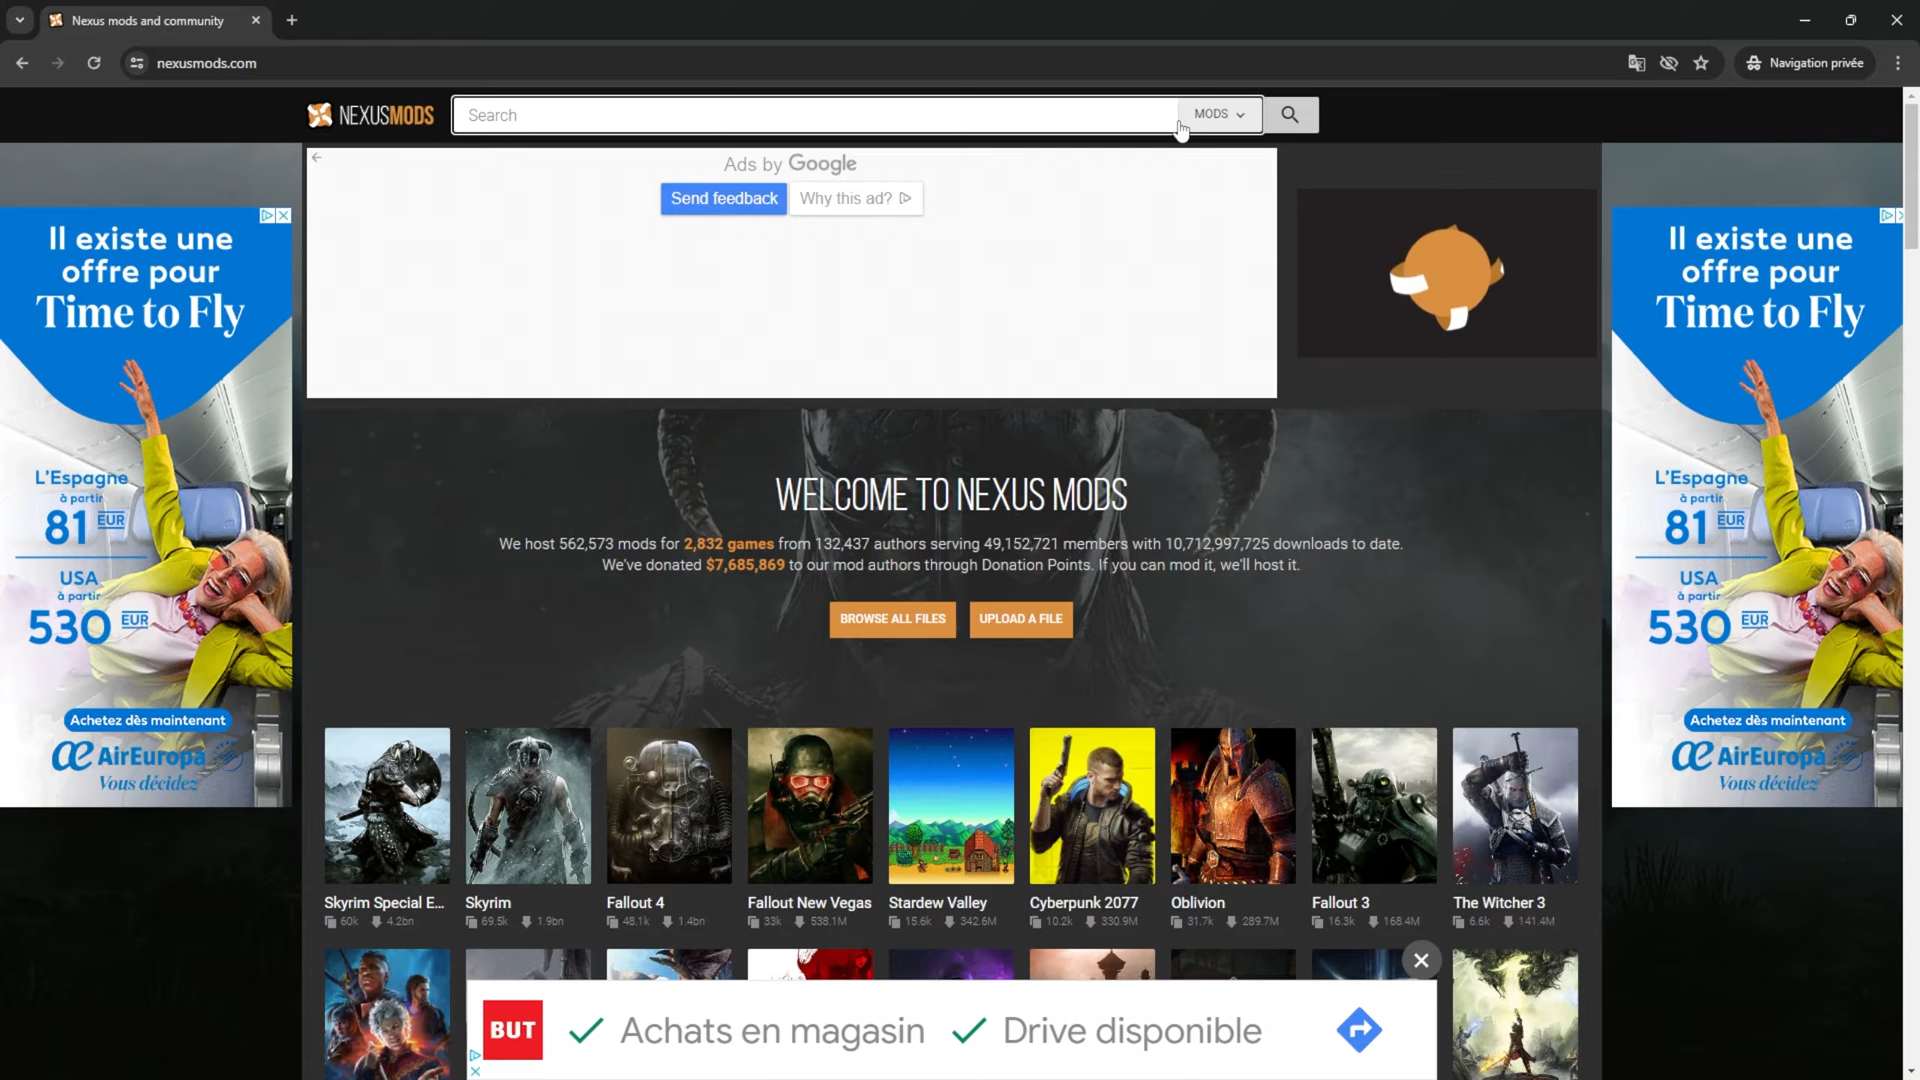 Nexus mods and community
nexusmods.com
Navigation privée
NEXUSMODS
Search
MODS
Ads by Google
Send feedback
Why this ad?
Il existe une
offre pour
Time to Fly
L'Espagne
à partir
81 EUR
USA
à partir
530 EUR
Achetez dès maintenant
AirEuropa
Vous décidez
Il existe une
offre pour
Time to Fly
L'Espagne
à partir
81 EUR
USA
à partir
530 EUR
Achetez dès maintenant
AirEuropa
Vous décidez
WELCOME TO NEXUS MODS
We host 562,573 mods for 2,832 games from 132,437 authors serving 49,152,721 members with 10,712,997,725 downloads to date.
We've donated $7,685,869 to our mod authors through Donation Points. If you can mod it, we'll host it.
BROWSE ALL FILES
UPLOAD A FILE
Skyrim Special E... Skyrim Fallout 4 Fallout New Vegas Stardew Valley Cyberpunk 2077 Oblivion Fallout 3 The Witcher 3
60k 4.2bn 69.5k 1.9bn 48.1k 1.4bn 33k 538.1M 15.6k 342.6M 10.2k 330.9M 31.7k 289.7M 16.3k 168.4M 6.6k 141.4M
BUT Achats en magasin Drive disponible